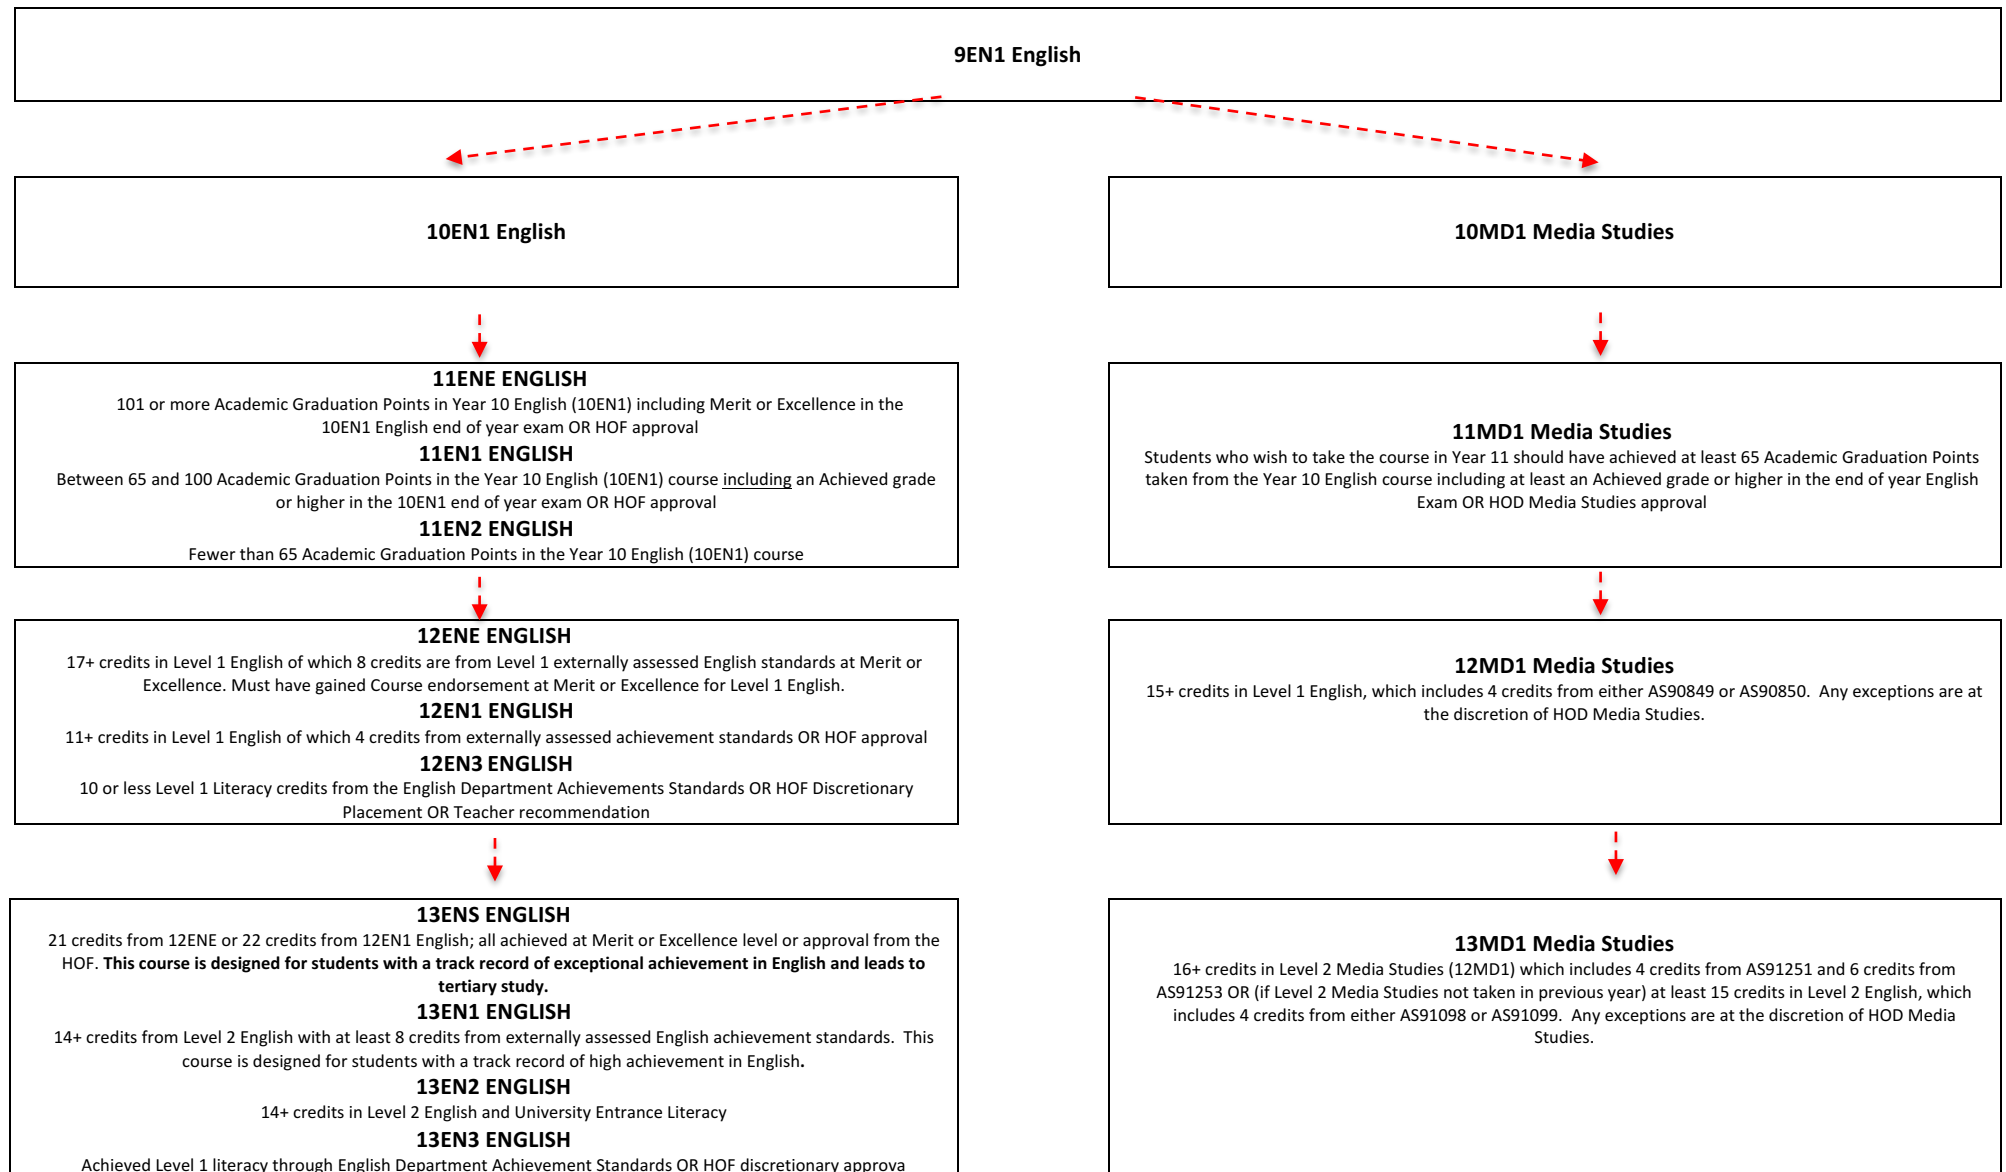 9EN1 English
10EN1 English
10MD1 Media Studies
11ENE ENGLISH
101 or more Academic Graduation Points in Year 10 English (10EN1) including Merit or Excellence in the
10EN1 English end of year exam OR HOF approval
11EN1 ENGLISH
Between 65 and 100 Academic Graduation Points in the Year 10 English (10EN1) course including an Achieved grade
or higher in the 10EN1 end of year exam OR HOF approval
11EN2 ENGLISH
Fewer than 65 Academic Graduation Points in the Year 10 English (10EN1) course
11MD1 Media Studies
Students who wish to take the course in Year 11 should have achieved at least 65 Academic Graduation Points
taken from the Year 10 English course including at least an Achieved grade or higher in the end of year English
Exam OR HOD Media Studies approval
12ENE ENGLISH
17+ credits in Level 1 English of which 8 credits are from Level 1 externally assessed English standards at Merit or
Excellence. Must have gained Course endorsement at Merit or Excellence for Level 1 English.
12EN1 ENGLISH
11+ credits in Level 1 English of which 4 credits from externally assessed achievement standards OR HOF approval
12EN3 ENGLISH
10 or less Level 1 Literacy credits from the English Department Achievements Standards OR HOF Discretionary
Placement OR Teacher recommendation
12MD1 Media Studies
15+ credits in Level 1 English, which includes 4 credits from either AS90849 or AS90850. Any exceptions are at
the discretion of HOD Media Studies.
13ENS ENGLISH
21 credits from 12ENE or 22 credits from 12EN1 English; all achieved at Merit or Excellence level or approval from the
HOF. This course is designed for students with a track record of exceptional achievement in English and leads to
tertiary study.
13EN1 ENGLISH
14+ credits from Level 2 English with at least 8 credits from externally assessed English achievement standards. This
course is designed for students with a track record of high achievement in English.
13EN2 ENGLISH
14+ credits in Level 2 English and University Entrance Literacy
13EN3 ENGLISH
Achieved Level 1 literacy through English Department Achievement Standards OR HOF discretionary approva
13MD1 Media Studies
16+ credits in Level 2 Media Studies (12MD1) which includes 4 credits from AS91251 and 6 credits from
AS91253 OR (if Level 2 Media Studies not taken in previous year) at least 15 credits in Level 2 English, which
includes 4 credits from either AS91098 or AS91099. Any exceptions are at the discretion of HOD Media
Studies.